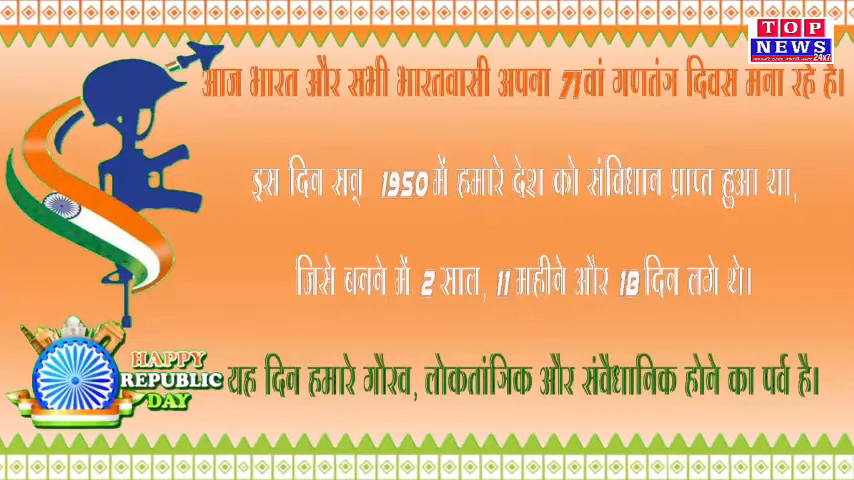 TOP
NEWS
24x7
आज भारत और सभी भारतवासी अपना 71वां गणतंत्र दिवस मना रहे हैं।
इस दिन सन् 1950 में हमारे देश को संविधान प्राप्त हुआ था,
जिसे बनने में 2 साल, 11 महीने और 18 दिन लगे थे।
HAPPY
REPUBLIC
DAY
यह दिन हमारे गौरव, लोकतांत्रिक और संवैधानिक होने का पर्व है।